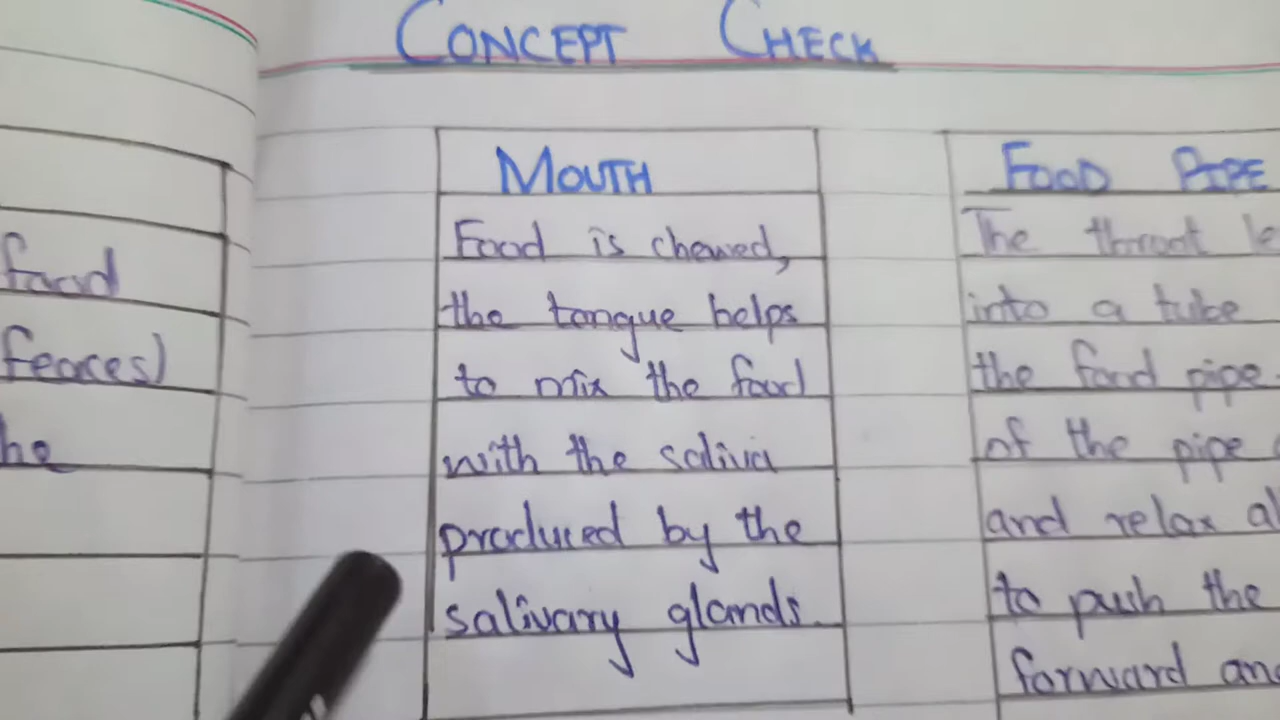 CONCEPT CHECK
food
feaces)
he
MOUTH
Food is chewed,
the tongue helps
to mix the food
with the saliva
produced by the
salivary glands.
FOOD PIPE
The throat le
into a tube
the food pipe.
of the pipe
and relax al
to push the
forward and